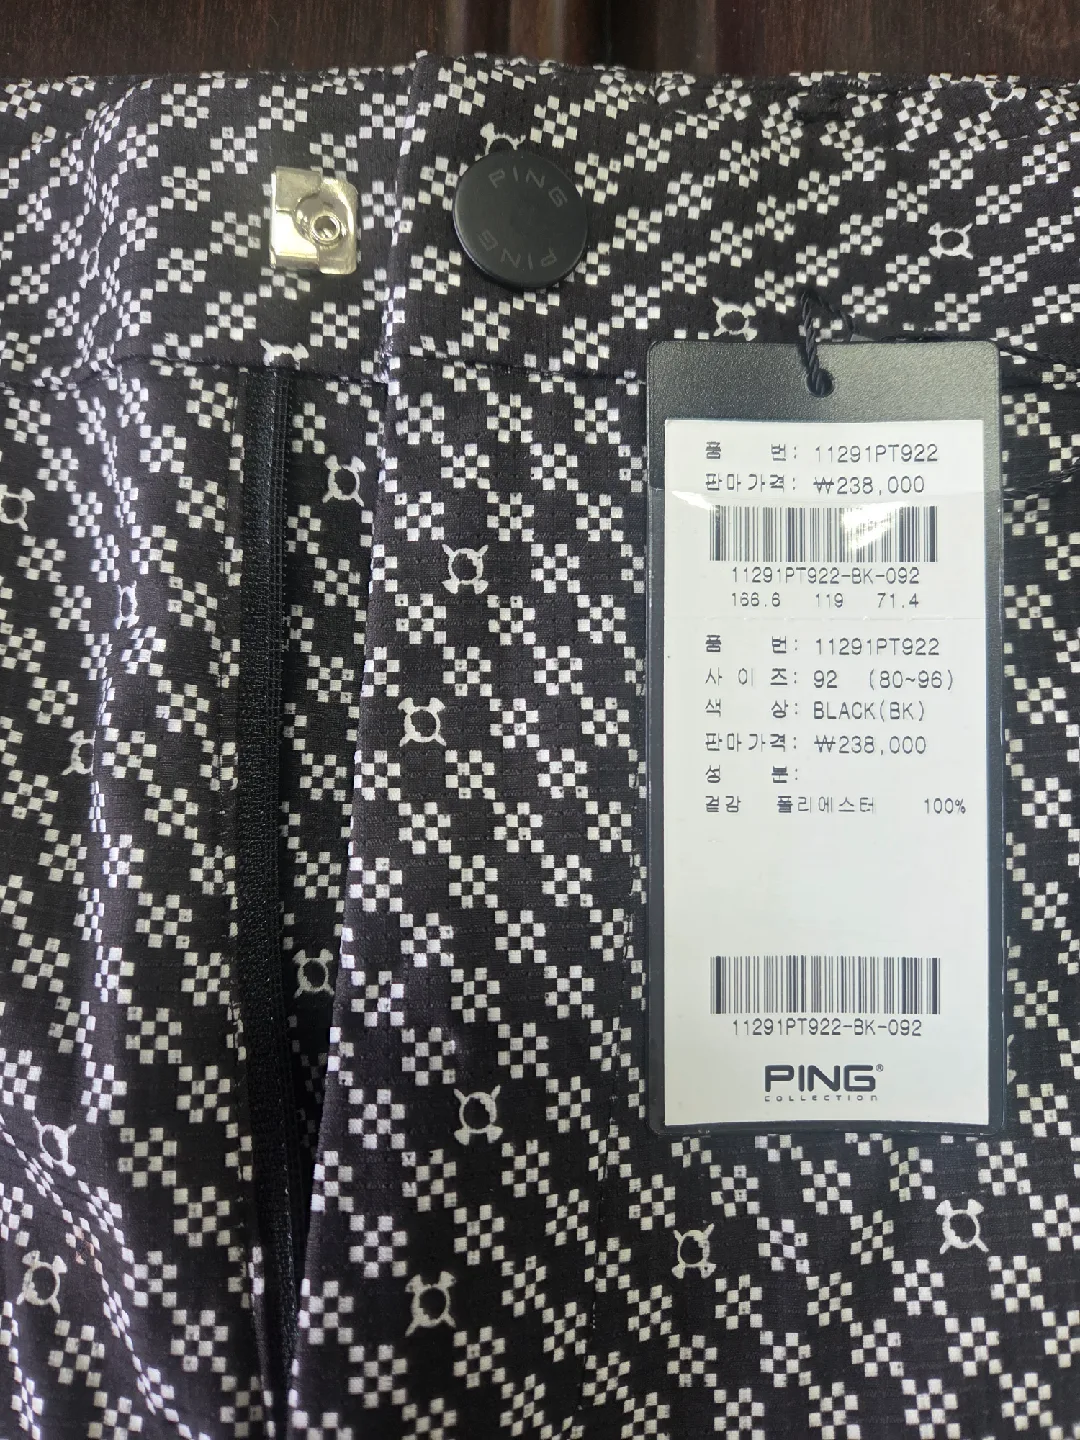 PING
PING
품 번: 11291PT922
판매가격: ₩238,000
11291PT922-BK-092
166.6 119 71.4
품 번: 11291PT922
사 이 즈: 92 (80~96)
색 상: BLACK(BK)
판매가격: ₩238,000
성 분:
겉감 폴리에스터 100%
11291PT922-BK-092
PING®
COLLECTION